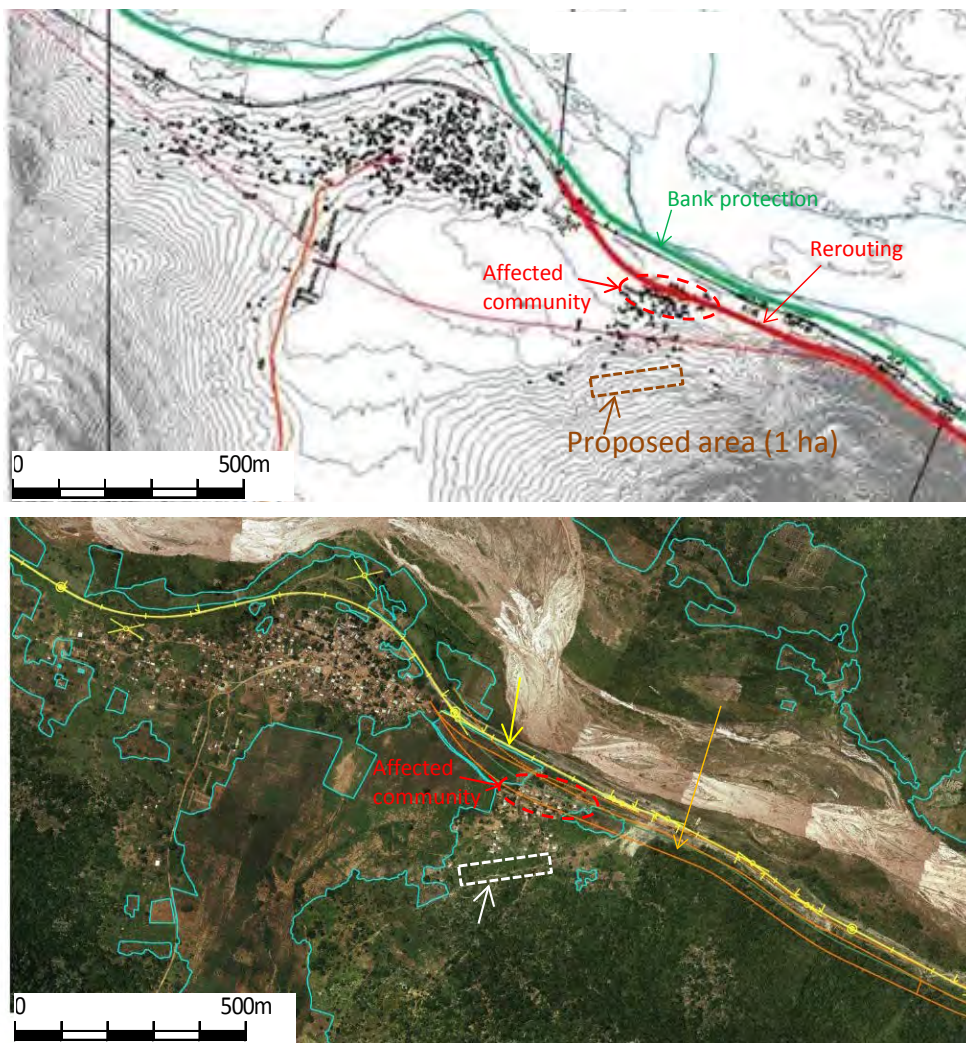 Bank protection
Rerouting
Affected
community
Proposed area (1 ha)
0
500m
Affected
community
0
500m